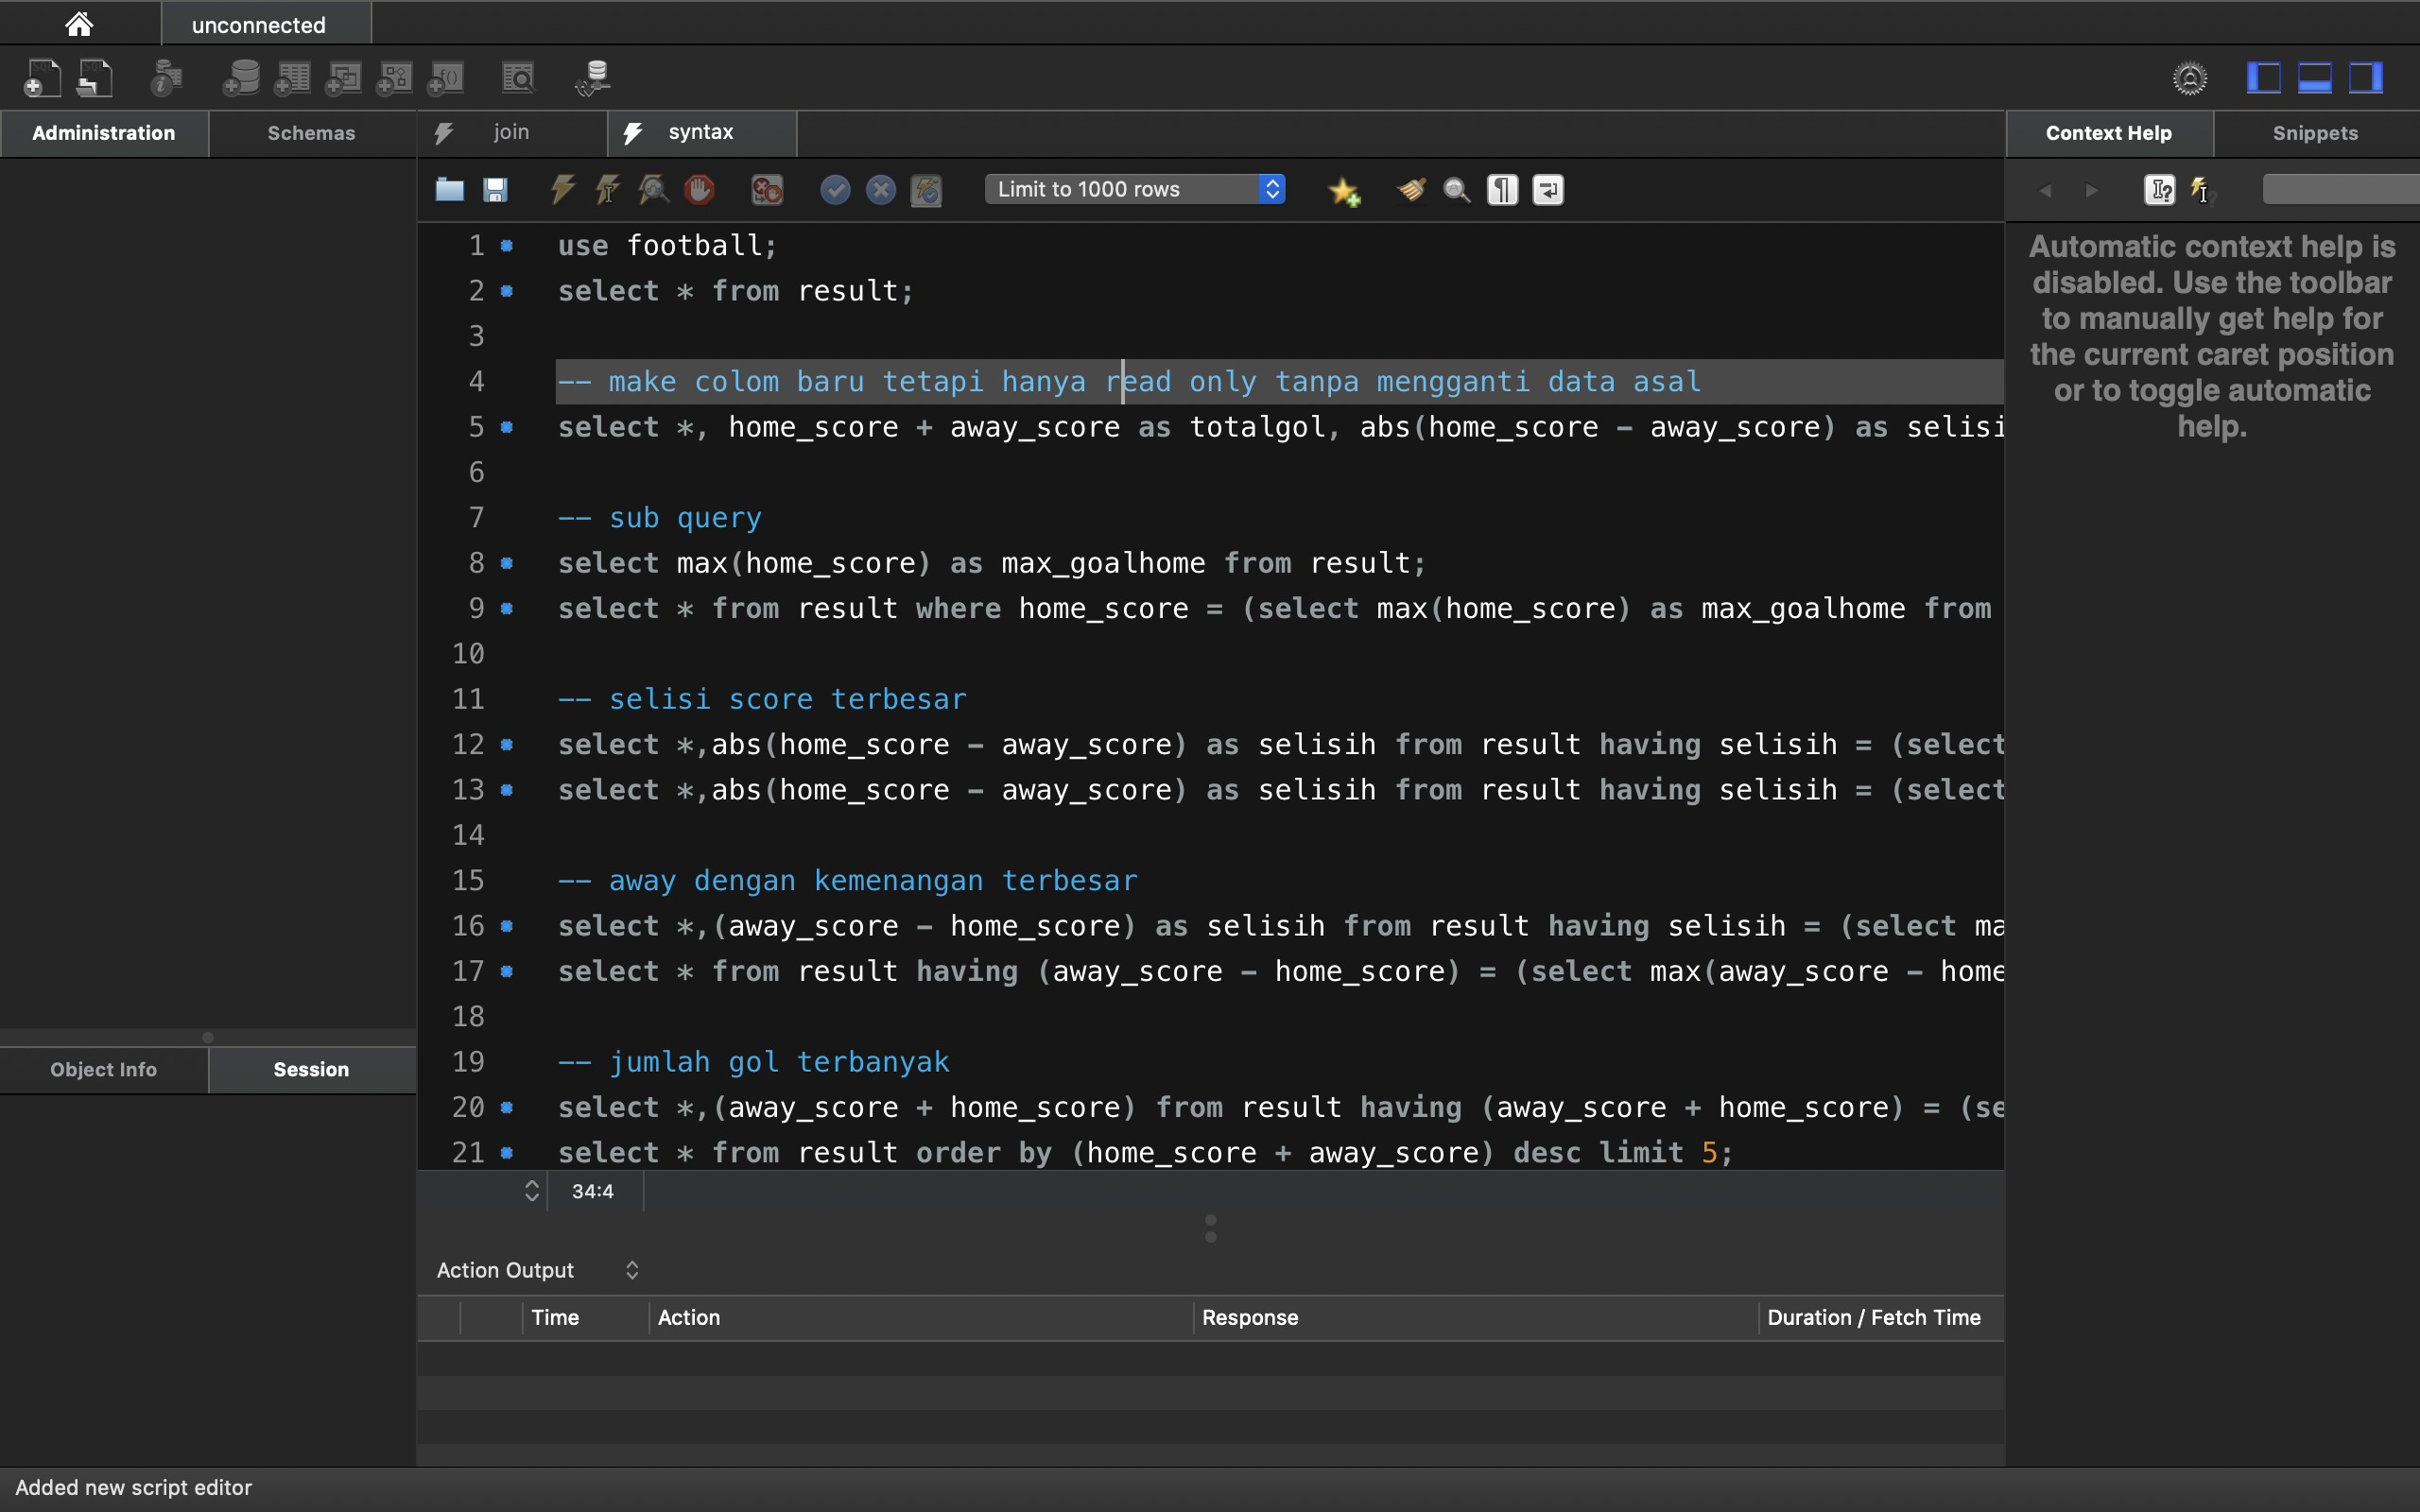 unconnected
Administration
Schemas
join
syntax
Context Help
Snippets
Limit to 1000 rows
Automatic context help is
disabled. Use the toolbar
to manually get help for
the current caret position
or to toggle automatic
help.
1 use football;
2 select * from result;
3
4 -- make colom baru tetapi hanya read only tanpa mengganti data asal
5 select *, home_score + away_score as totalgol, abs(home_score - away_score) as selisi
6
7 -- sub query
8 select max(home_score) as max_goalhome from result;
9 select * from result where home_score = (select max(home_score) as max_goalhome from
10
11 -- selisi score terbesar
12 select *,abs(home_score - away_score) as selisih from result having selisih = (select
13 select *,abs(home_score - away_score) as selisih from result having selisih = (select
14
15 -- away dengan kemenangan terbesar
16 select *,(away_score - home_score) as selisih from result having selisih = (select ma
17 select * from result having (away_score - home_score) = (select max(away_score - home
18
19 -- jumlah gol terbanyak
20 select *,(away_score + home_score) from result having (away_score + home_score) = (se
21 select * from result order by (home_score + away_score) desc limit 5;
Object Info
Session
34:4
Action Output
Time
Action
Response
Duration / Fetch Time
Added new script editor